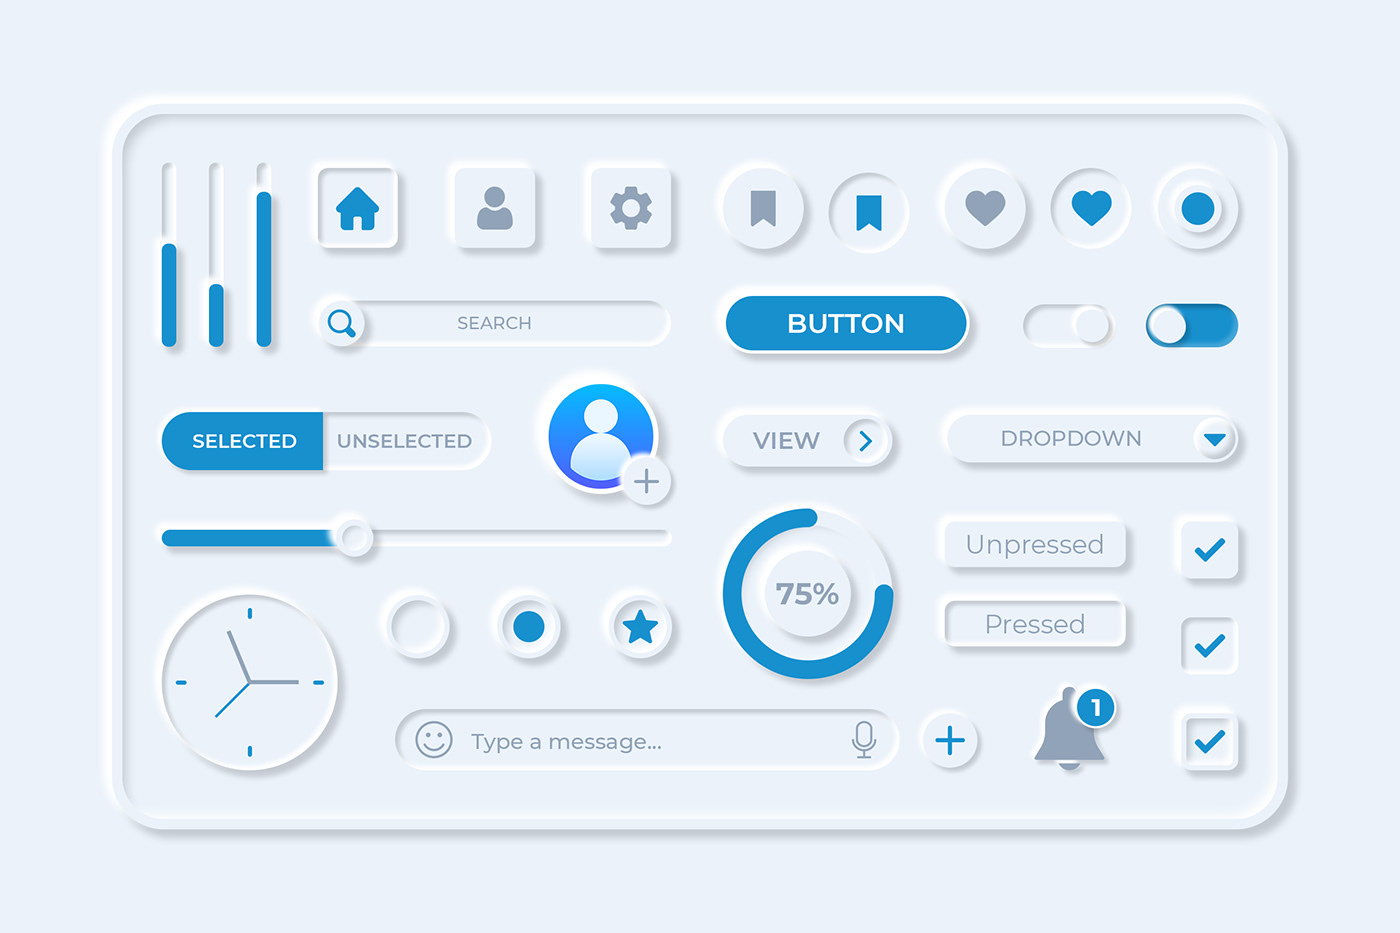 SEARCH
BUTTON
SELECTED
UNSELECTED
VIEW
DROPDOWN
75%
Unpressed
Pressed
1
Type a message...